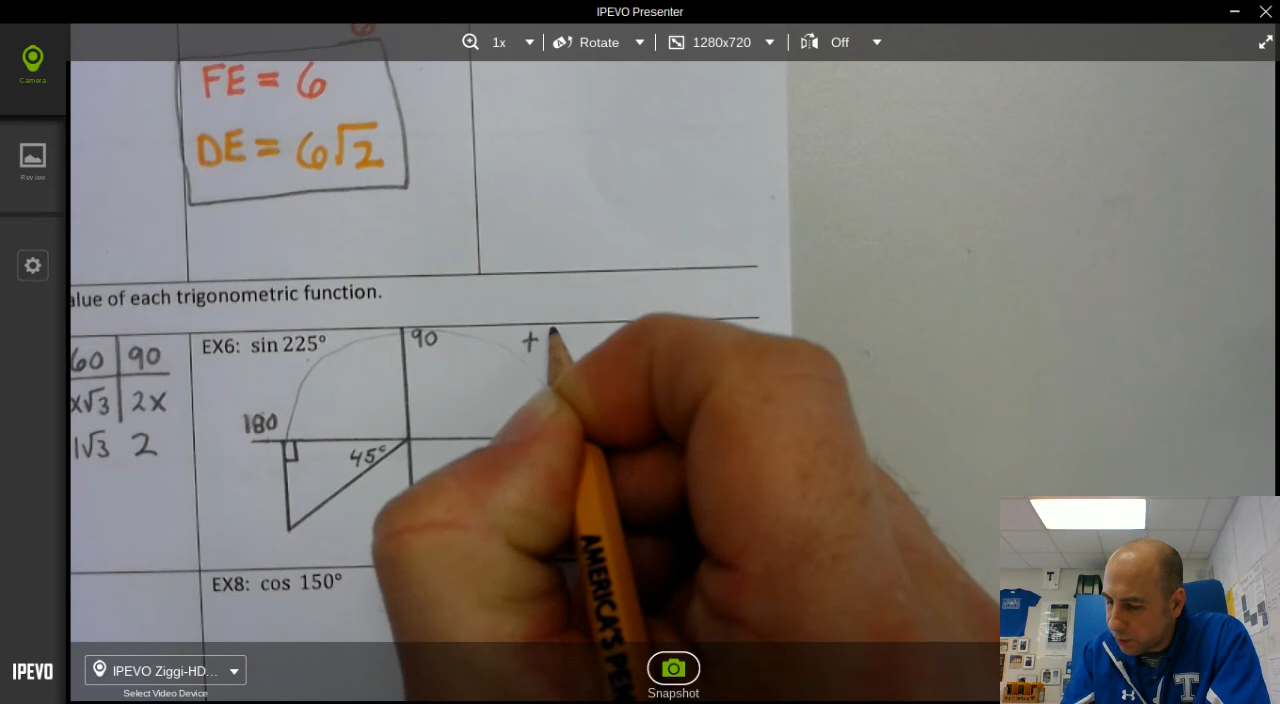 IPEVO Presenter
1x
Rotate
1280x720
Off
Camera
Review
FE = 6
DE = 6√2
alue of each trigonometric function.
60 90
x√3 2x
1√3 2
EX6: sin 225°
90
+
180
45°
EX8: cos 150°
AMERICA'S PEN
IPEVO
IPEVO Ziggi-HD...
Select Video Device
Snapshot
T
T